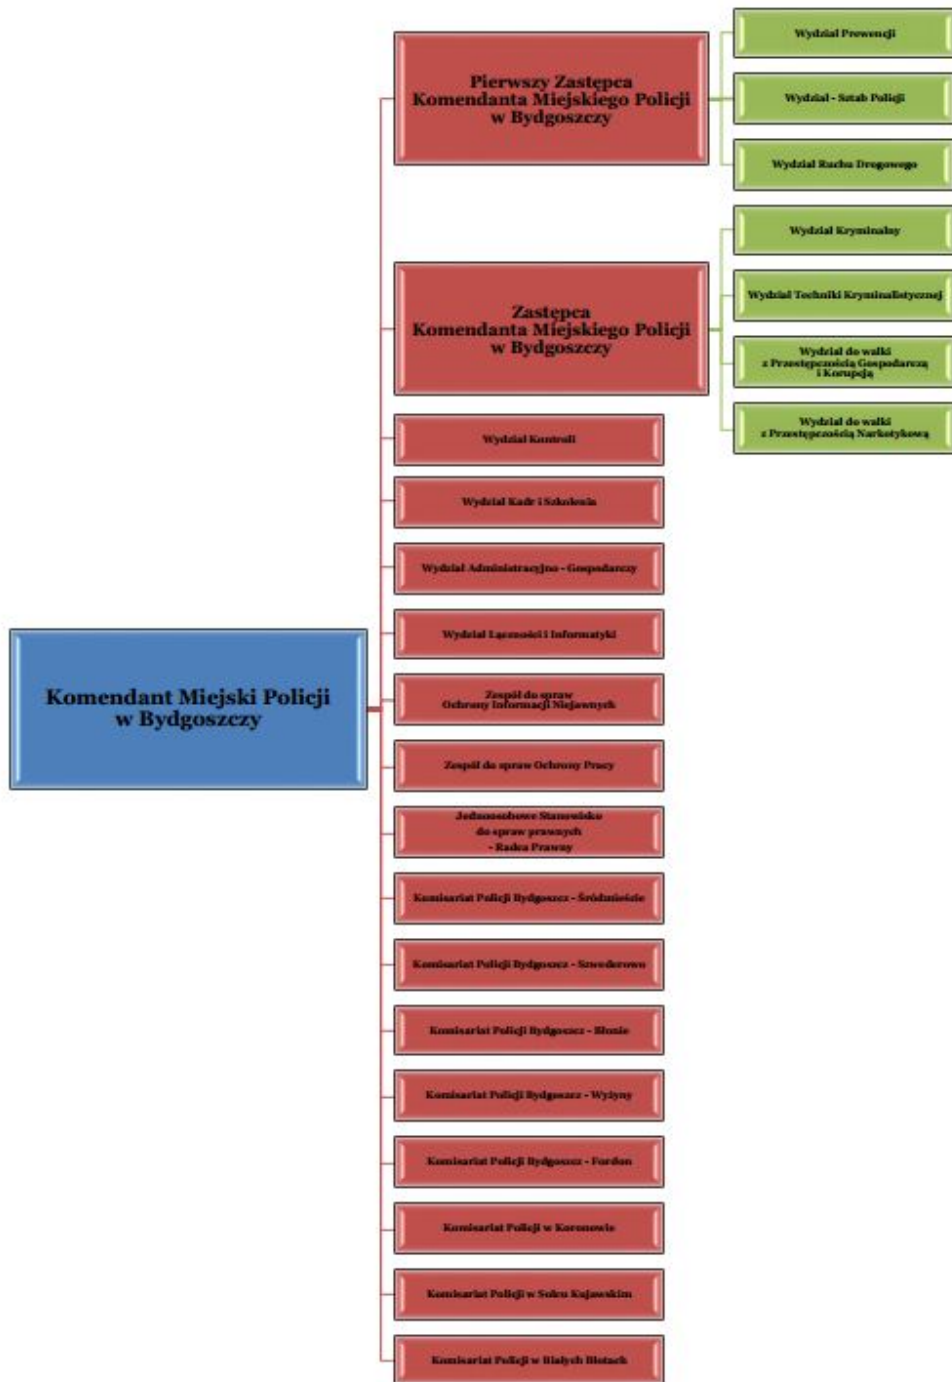 Komendant Miejski Policji
w Bydgoszczy
Pierwszy Zastępca
Komendanta Miejskiego Policji
w Bydgoszczy
Wydział Prewencji
Wydział - Sztab Policji
Wydział Ruchu Drogowego
Zastępca
Komendanta Miejskiego Policji
w Bydgoszczy
Wydział Kryminalny
Wydział Techniki Kryminalistycznej
Wydział do walki
z Przestępczością Gospodarczą
i Korupcją
Wydział do walki
z Przestępczością Narkotykową
Wydział Kontroli
Wydział Kadr i Szkolenia
Wydział Administracyjno - Gospodarczy
Wydział Łączności i Informatyki
Zespół do spraw
Ochrony Informacji Niejawnych
Zespół do spraw Ochrony Pracy
Jednoosobowe Stanowisko
do spraw prawnych
- Radca Prawny
Komisariat Policji Bydgoszcz - Śródmieście
Komisariat Policji Bydgoszcz - Szwederowo
Komisariat Policji Bydgoszcz - Błonie
Komisariat Policji Bydgoszcz - Wyżyny
Komisariat Policji Bydgoszcz - Fordon
Komisariat Policji w Koronowie
Komisariat Policji w Solcu Kujawskim
Komisariat Policji w Białych Błotach